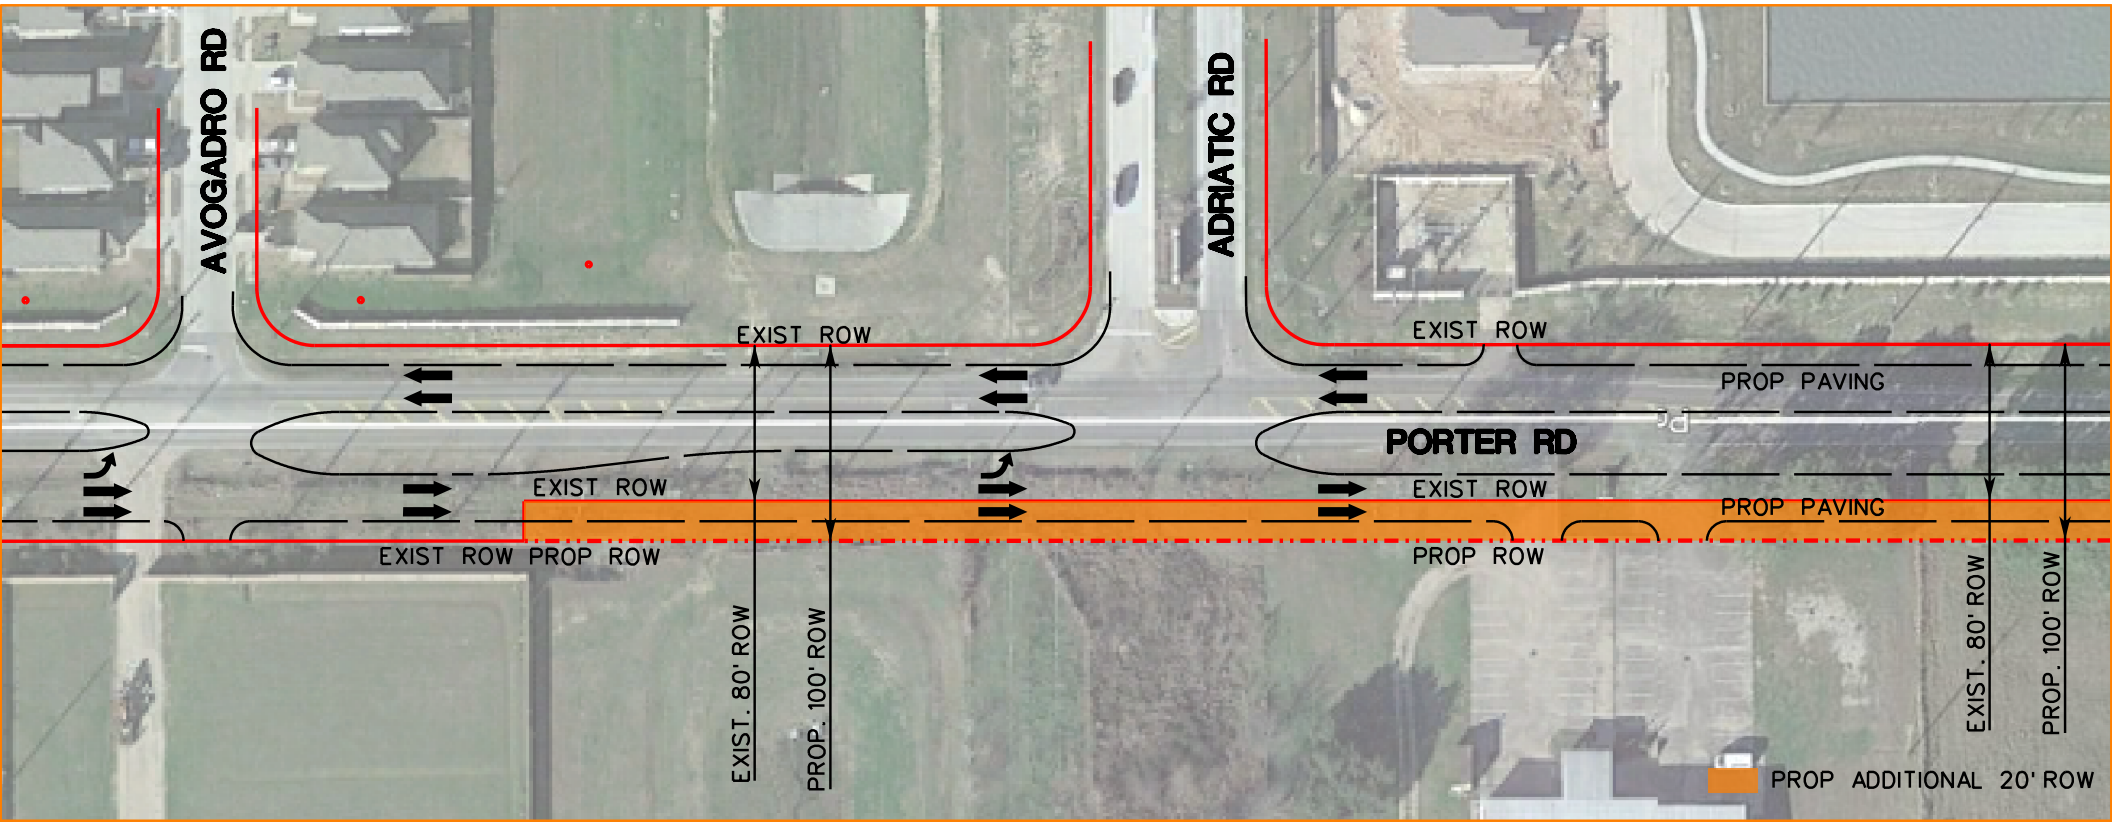 AVOGADRO RD
ADRIATIC RD
EXIST ROW
EXIST ROW
PROP PAVING
PORTER RD
EXIST ROW
EXIST ROW
PROP PAVING
EXIST ROW
PROP ROW
PROP ROW
EXIST. 80' ROW
PROP. 100' ROW
EXIST. 80' ROW
PROP. 100' ROW
PROP ADDITIONAL 20' ROW